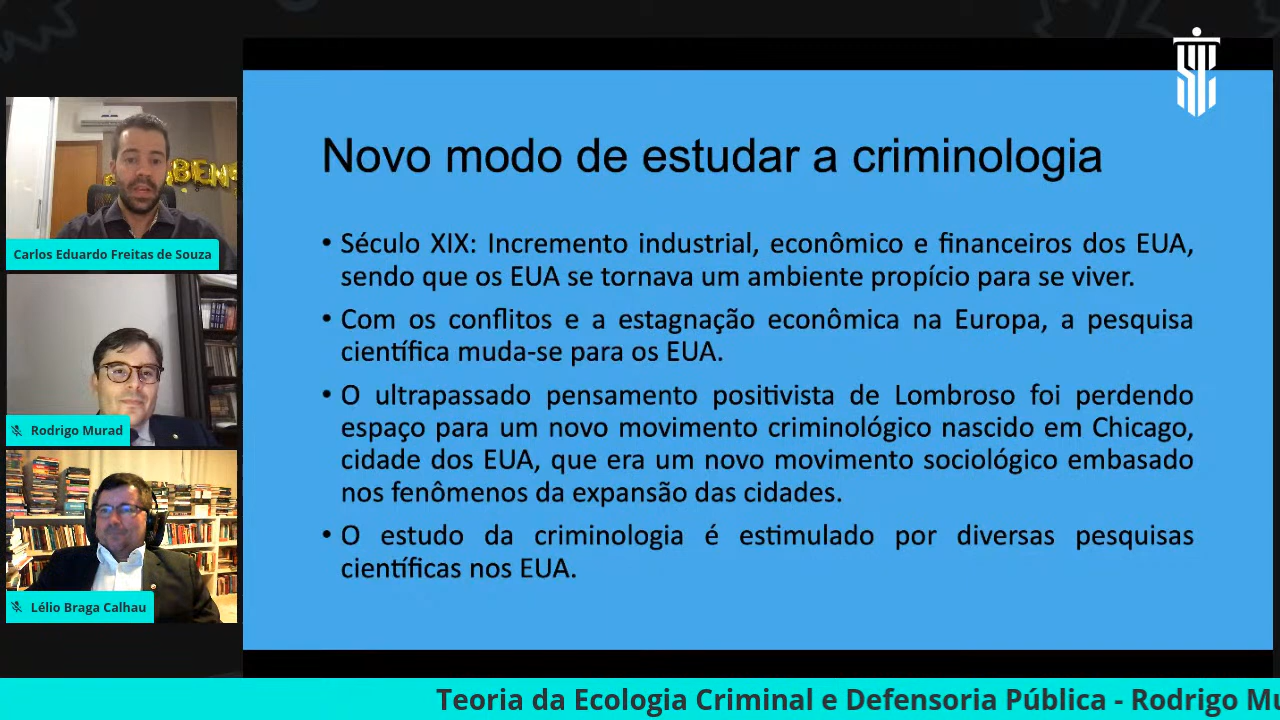 Novo modo de estudar a criminologia
• Século XIX: Incremento industrial, econômico e financeiros dos EUA,
sendo que os EUA se tornava um ambiente propício para se viver.
• Com os conflitos e a estagnação econômica na Europa, a pesquisa
científica muda-se para os EUA.
• O ultrapassado pensamento positivista de Lombroso foi perdendo
espaço para um novo movimento criminológico nascido em Chicago,
cidade dos EUA, que era um novo movimento sociológico embasado
nos fenômenos da expansão das cidades.
• O estudo da criminologia é estimulado por diversas pesquisas
científicas nos EUA.
Carlos Eduardo Freitas de Souza
Rodrigo Murad
Lélio Braga Calhau
Teoria da Ecologia Criminal e Defensoria Pública - Rodrigo Mu